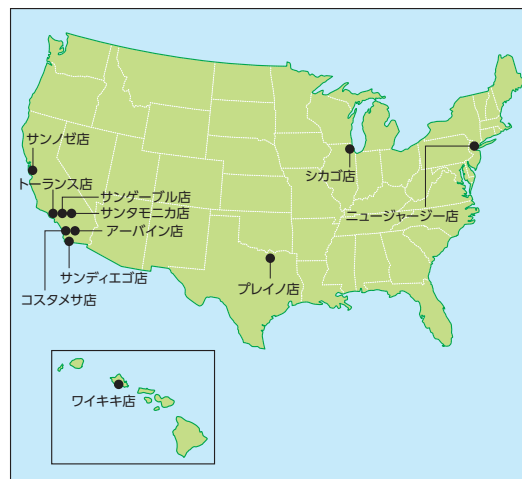 サンノゼ店
トーランス店
サンゲーブル店
サンタモニカ店
アーバイン店
サンディエゴ店
コスタメサ店
シカゴ店
ニュージャージー店
プレイノ店
ワイキキ店